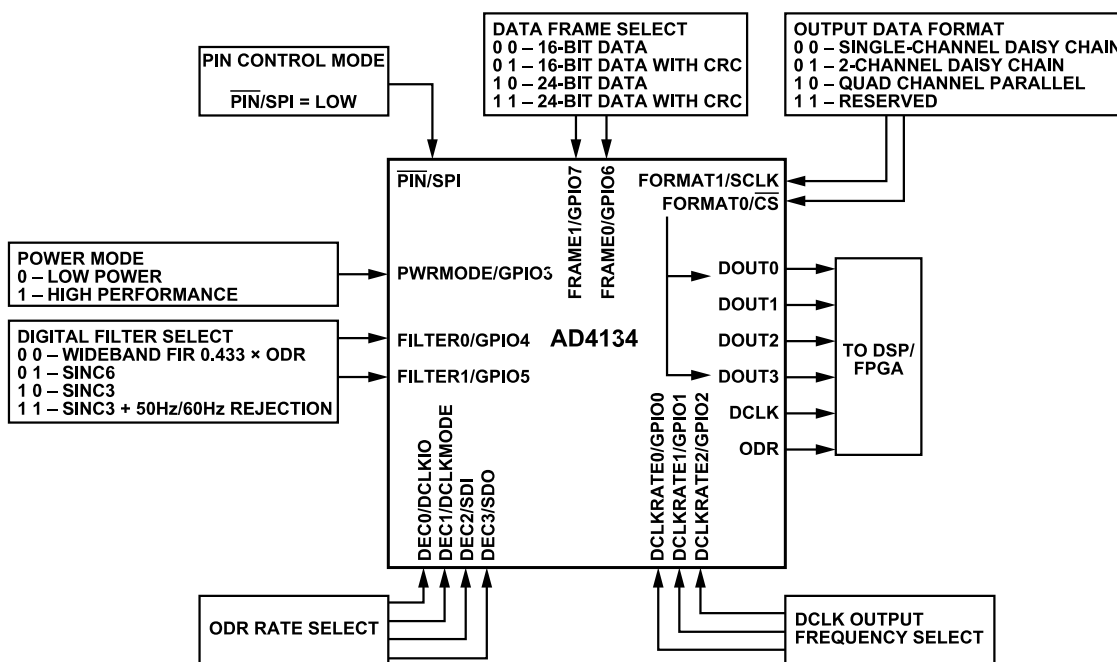 PIN CONTROL MODE
PIN/SPI = LOW
DATA FRAME SELECT
0 0 – 16-BIT DATA
0 1 – 16-BIT DATA WITH CRC
1 0 – 24-BIT DATA
1 1 – 24-BIT DATA WITH CRC
OUTPUT DATA FORMAT
0 0 – SINGLE-CHANNEL DAISY CHAIN
0 1 – 2-CHANNEL DAISY CHAIN
1 0 – QUAD CHANNEL PARALLEL
1 1 – RESERVED
PIN/SPI
FRAME1/GPIO7
FRAME0/GPIO6
FORMAT1/SCLK
FORMAT0/CS
POWER MODE
0 – LOW POWER
1 – HIGH PERFORMANCE
PWRMODE/GPIO3
DIGITAL FILTER SELECT
0 0 – WIDEBAND FIR 0.433 × ODR
0 1 – SINC6
1 0 – SINC3
1 1 – SINC3 + 50Hz/60Hz REJECTION
FILTER0/GPIO4
FILTER1/GPIO5
AD4134
DOUT0
DOUT1
DOUT2
DOUT3
DCLK
ODR
TO DSP/
FPGA
DEC0/DCLKIO
DEC1/DCLKMODE
DEC2/SDI
DEC3/SDO
DCLKRATE0/GPIO0
DCLKRATE1/GPIO1
DCLKRATE2/GPIO2
ODR RATE SELECT
DCLK OUTPUT
FREQUENCY SELECT